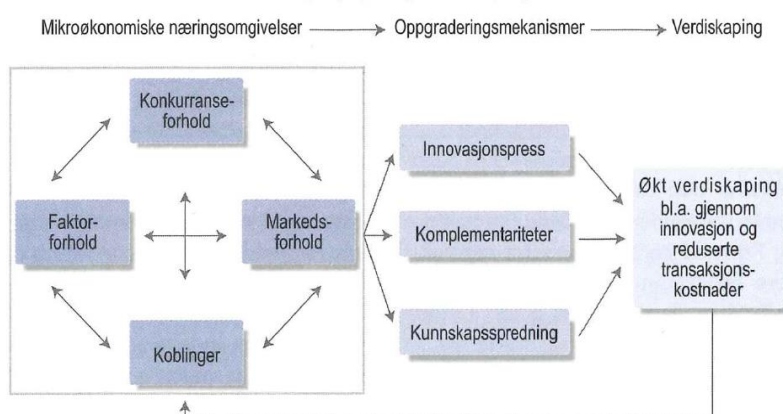 Mikroøkonomiske næringsomgivelser
Oppgraderingsmekanismer
Verdiskaping
Konkurranse-
forhold
Faktor-
forhold
Markeds-
forhold
Koblinger
Innovasjonspress
Komplementariteter
Kunnskapsspredning
Økt verdiskaping
bl.a. gjennom
innovasjon og
reduserte
transaksjons-
kostnader